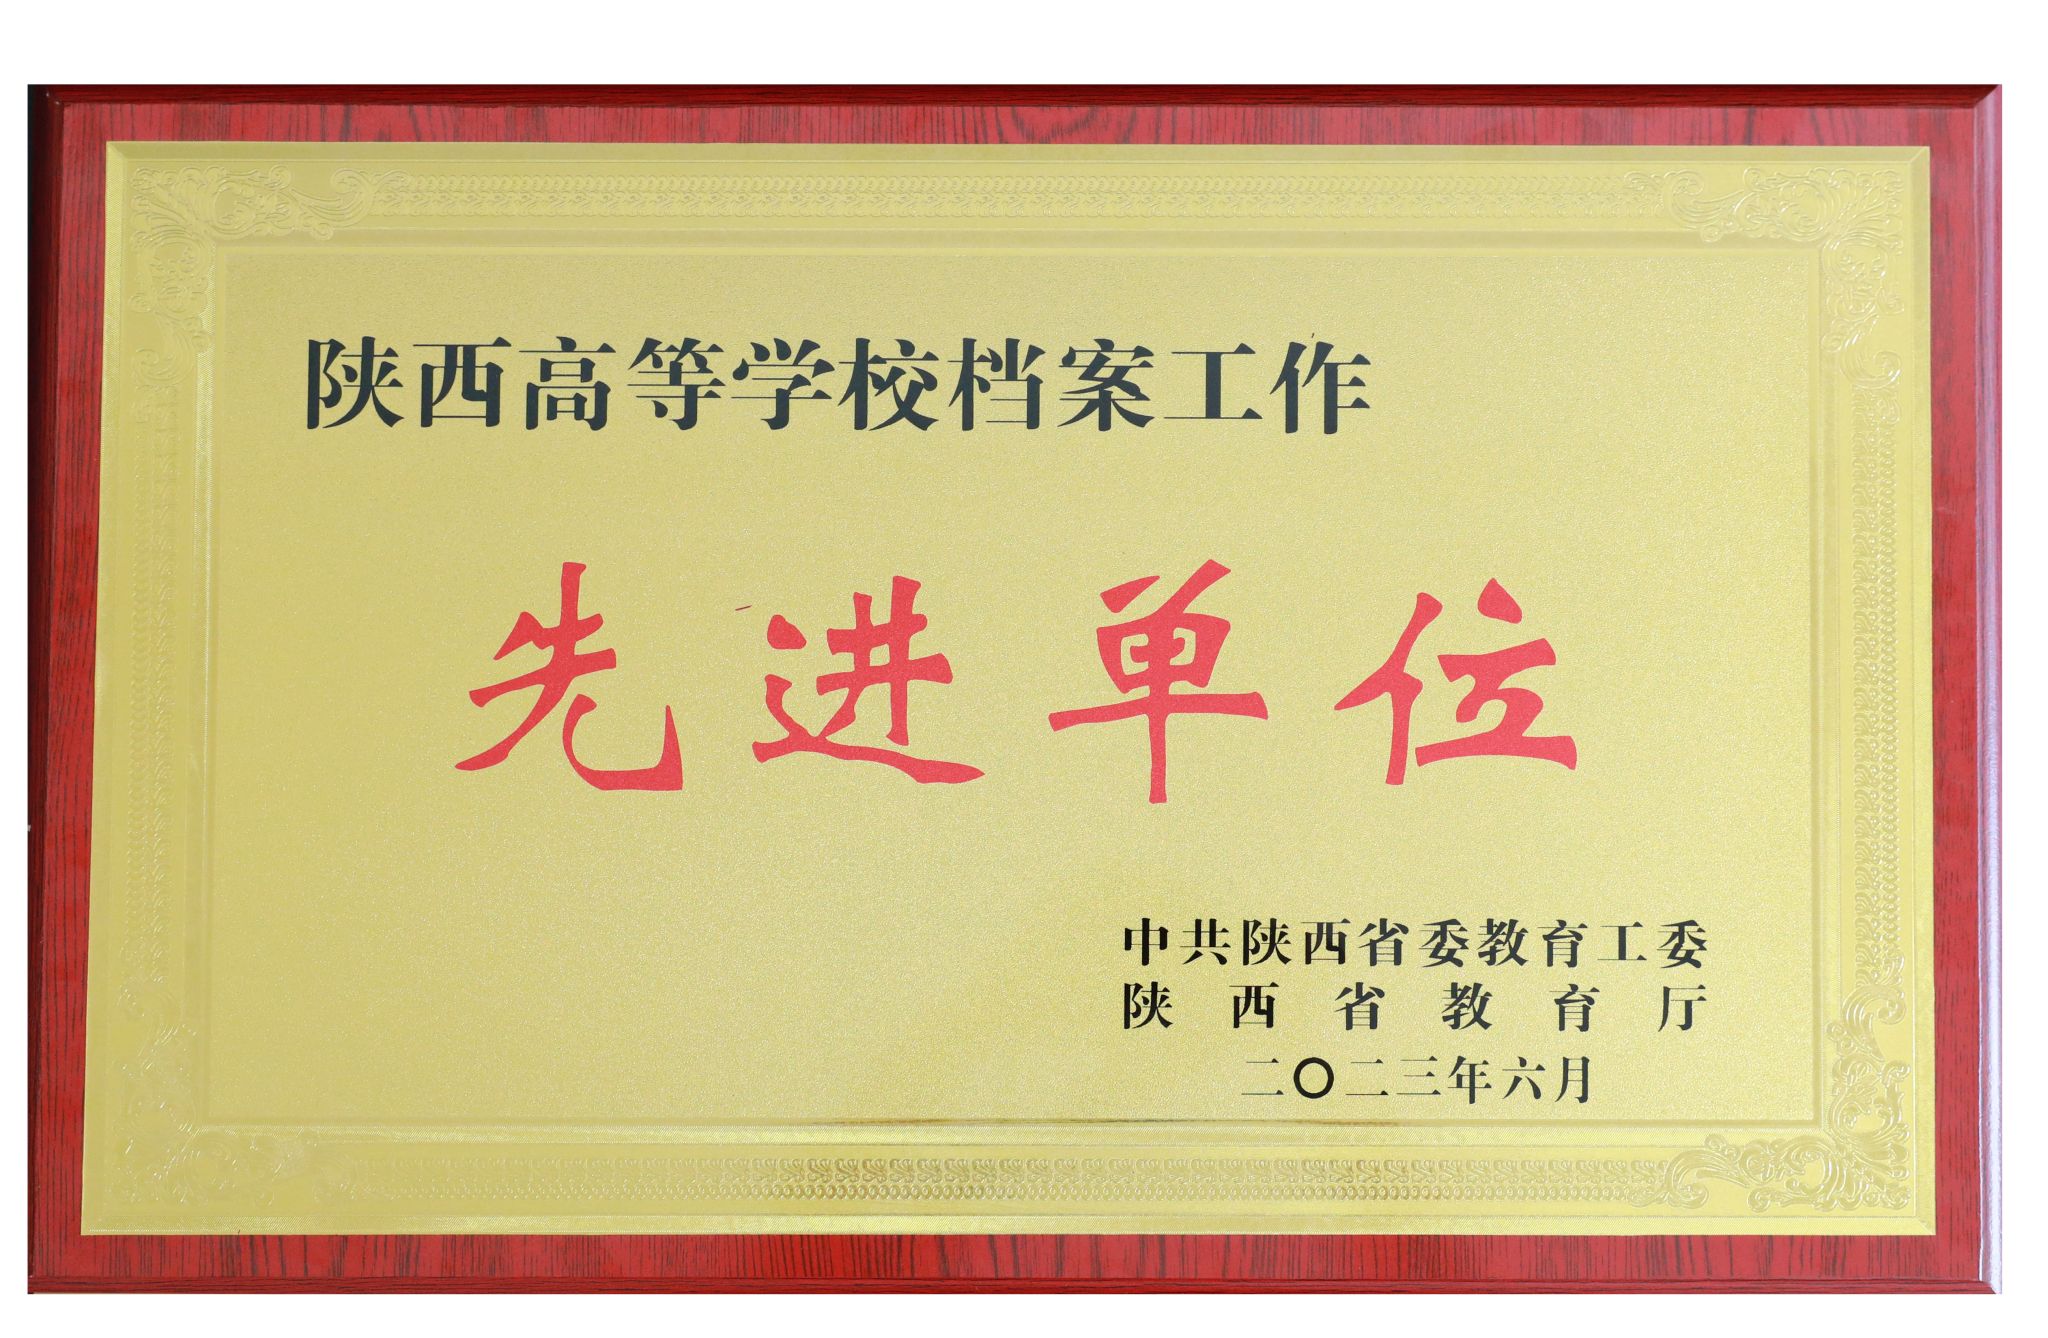 陕西高等学校档案工作
先进单位
中共陕西省委教育工委
陕西省教育厅
二〇二三年六月